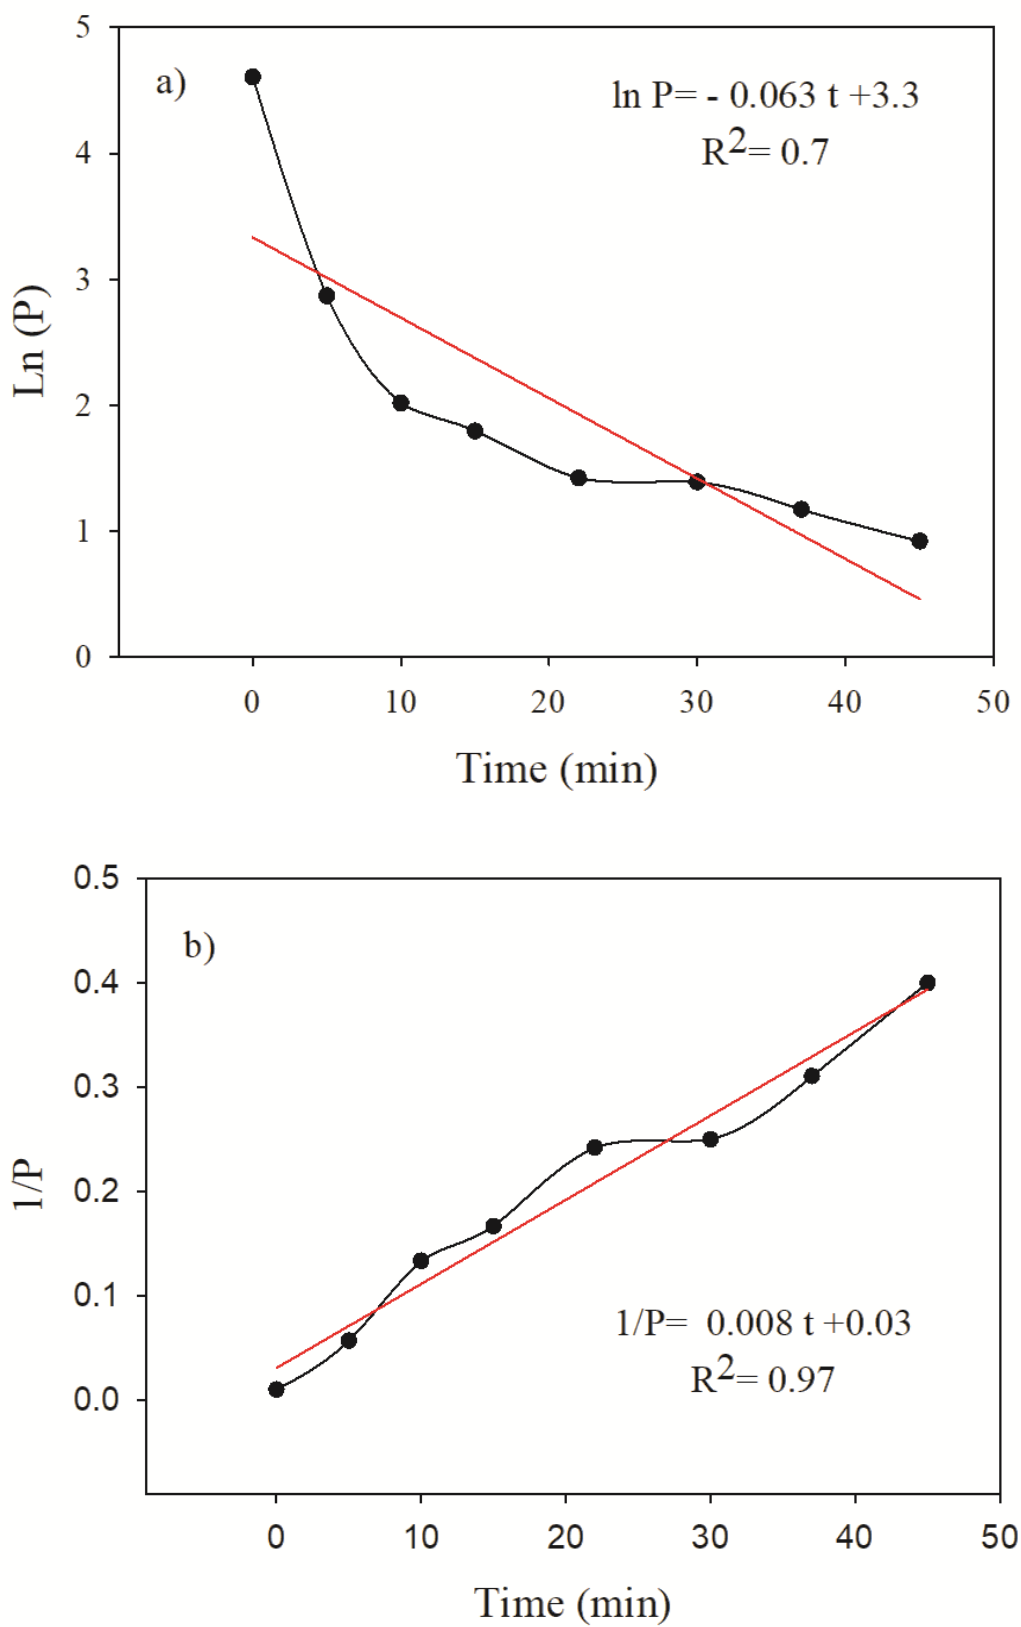 5
a)
ln P= - 0.063 t +3.3
R2= 0.7
4
3
2
1
0
Ln (P)
0 10 20 30 40 50
Time (min)
0.5
b)
0.4
0.3
0.2
0.1
0.0
1/P
1/P= 0.008 t +0.03
R2= 0.97
0 10 20 30 40 50
Time (min)